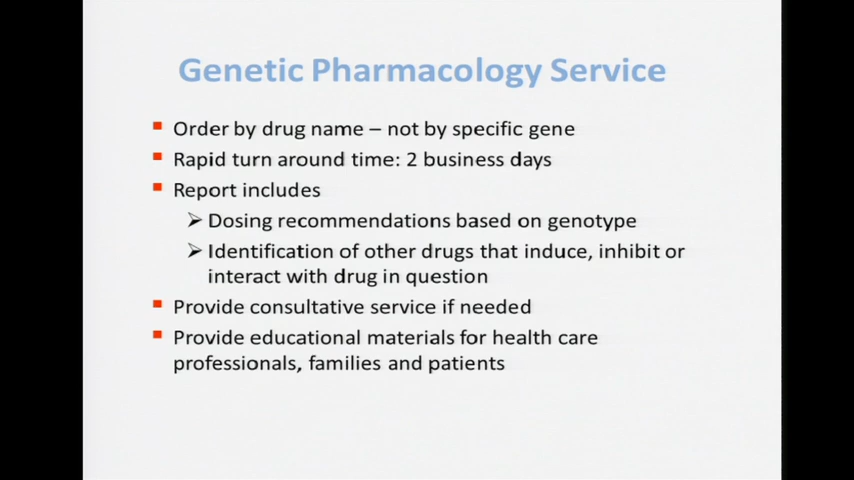 Genetic Pharmacology Service
▪ Order by drug name – not by specific gene
▪ Rapid turn around time: 2 business days
▪ Report includes
➢ Dosing recommendations based on genotype
➢ Identification of other drugs that induce, inhibit or
interact with drug in question
▪ Provide consultative service if needed
▪ Provide educational materials for health care
professionals, families and patients